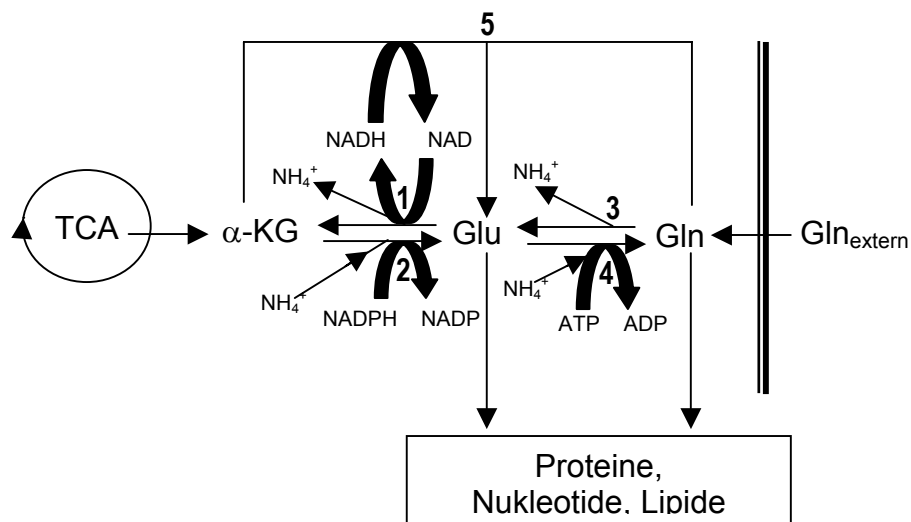 5
NADH NAD
NH₄⁺ NH₄⁺
1 3
TCA α-KG Glu Gln Gln_extern
2 4
NH₄⁺ NH₄⁺
NADPH NADP ATP ADP
Proteine,
Nukleotide, Lipide